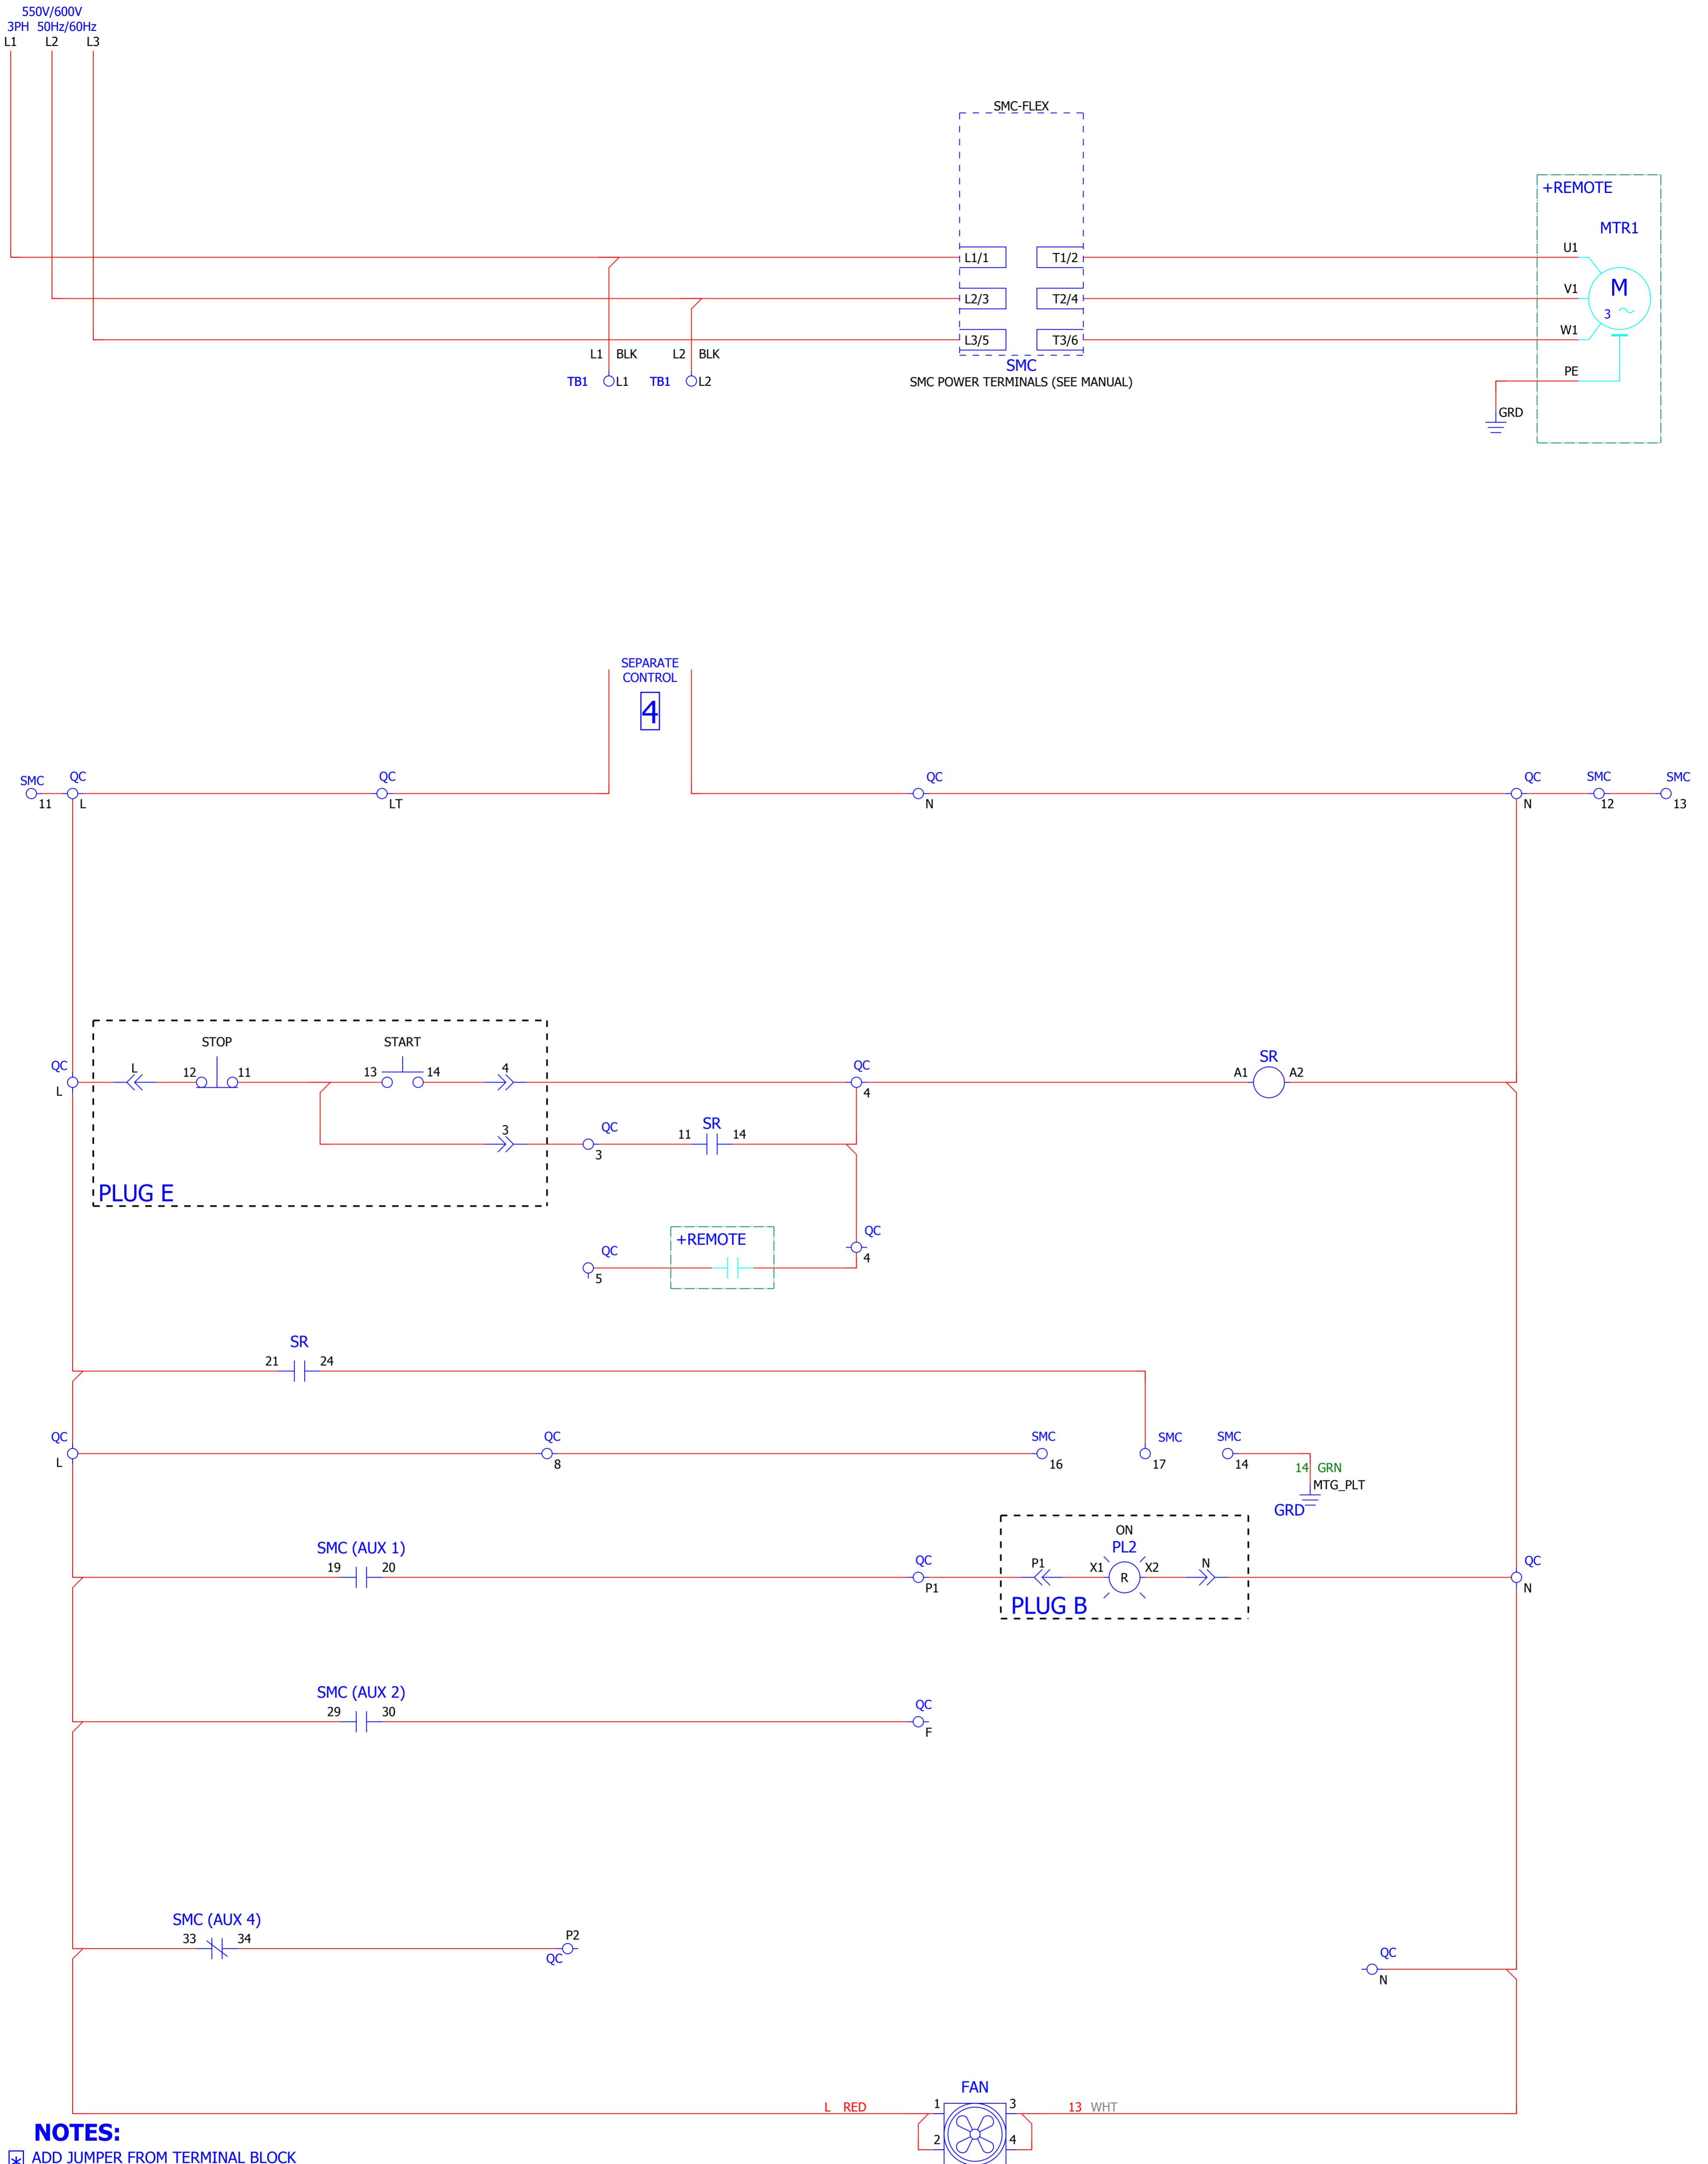 550V/600V
3PH 50Hz/60Hz
L1 L2 L3
SMC-FLEX
+REMOTE
MTR1
L1/1 T1/2 U1
L2/3 T2/4 V1 M
3
L3/5 T3/6 W1
L1 BLK L2 BLK
SMC
PE
TB1 L1 TB1 L2
SMC POWER TERMINALS (SEE MANUAL)
GRD
SEPARATE
CONTROL
4
SMC QC QC QC QC SMC SMC
11 L LT N N 12 13
STOP START
QC L 12 11 13 14 4 QC SR
L 4 A1 A2
3 QC 11 SR 14
3
PLUG E
QC
+REMOTE
QC 4
5
SR
21 24
QC QC SMC SMC SMC
L 8 16 17 14
14 GRN
MTG_PLT
GRD
ON
SMC (AUX 1) PL2
19 20 QC P1 X1 X2 N QC
R
P1 N
PLUG B
SMC (AUX 2)
29 30 QC
F
SMC (AUX 4)
33 34 P2
QC
QC
N
FAN
L RED 1 3 13 WHT
2 4
NOTES:
* ADD JUMPER FROM TERMINAL BLOCK